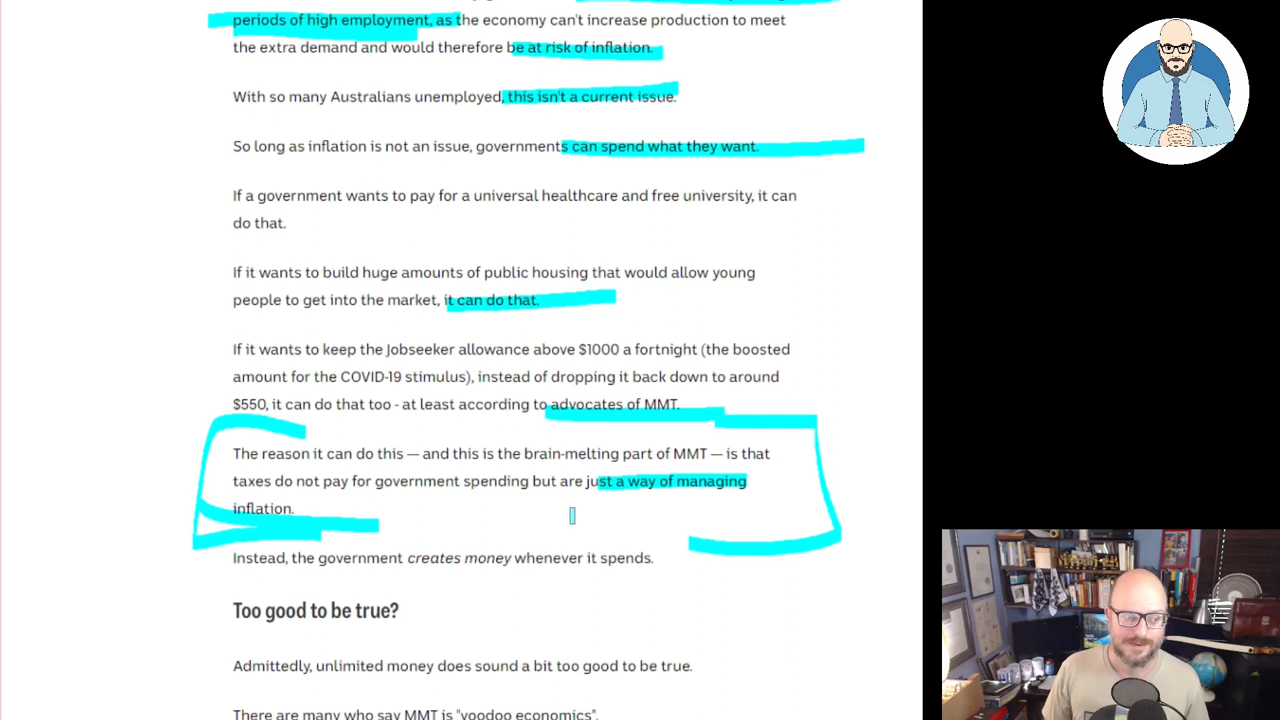 periods of high employment, as the economy can't increase production to meet
the extra demand and would therefore be at risk of inflation.
With so many Australians unemployed, this isn't a current issue.
So long as inflation is not an issue, governments can spend what they want.
If a government wants to pay for a universal healthcare and free university, it can
do that.
If it wants to build huge amounts of public housing that would allow young
people to get into the market, it can do that.
If it wants to keep the Jobseeker allowance above $1000 a fortnight (the boosted
amount for the COVID-19 stimulus), instead of dropping it back down to around
$550, it can do that too - at least according to advocates of MMT.
The reason it can do this — and this is the brain-melting part of MMT — is that
taxes do not pay for government spending but are just a way of managing
inflation.
Instead, the government creates money whenever it spends.
Too good to be true?
Admittedly, unlimited money does sound a bit too good to be true.
There are many who say MMT is "voodoo economics".